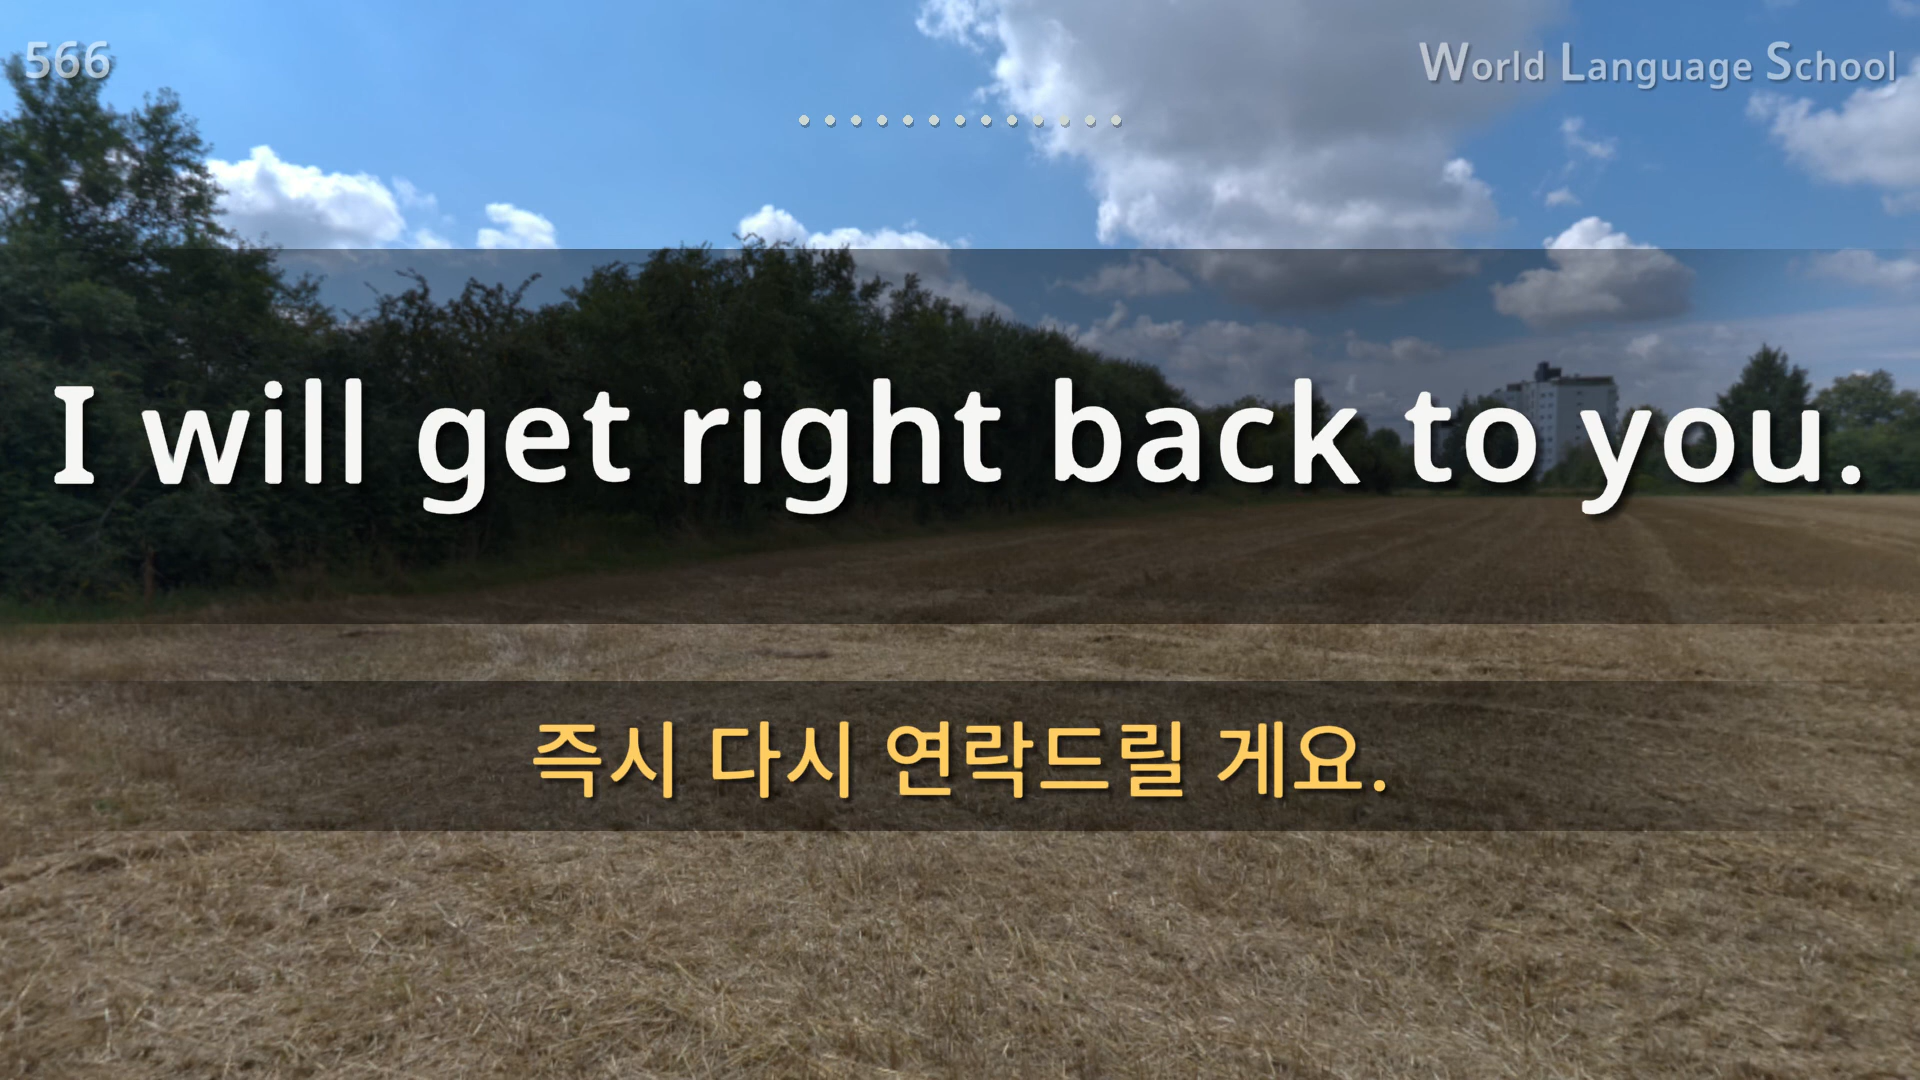 566
World Language School
I will get right back to you.
즉시 다시 연락드릴 게요.